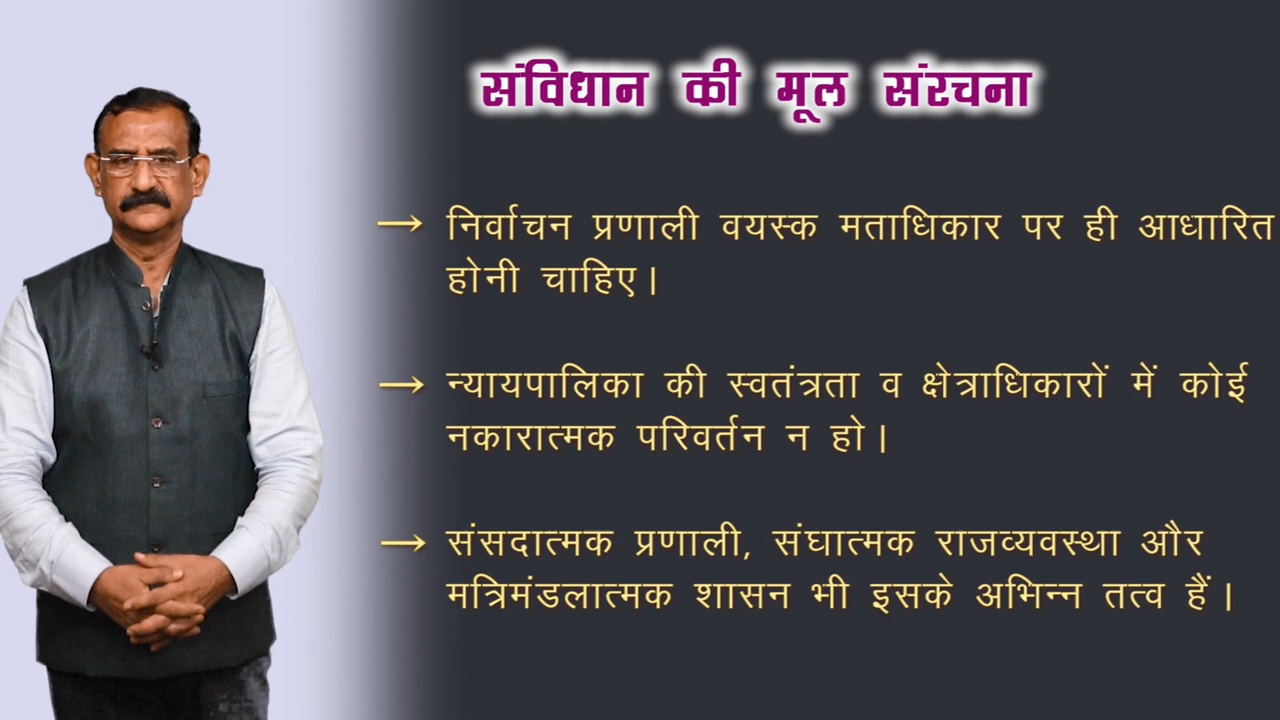 संविधान की मूल संरचना
→ निर्वाचन प्रणाली वयस्क मताधिकार पर ही आधारित
होनी चाहिए।
→ न्यायपालिका की स्वतंत्रता व क्षेत्राधिकारों में कोई
नकारात्मक परिवर्तन न हो।
→ संसदात्मक प्रणाली, संघात्मक राजव्यवस्था और
मत्रिमंडलात्मक शासन भी इसके अभिन्न तत्व हैं।